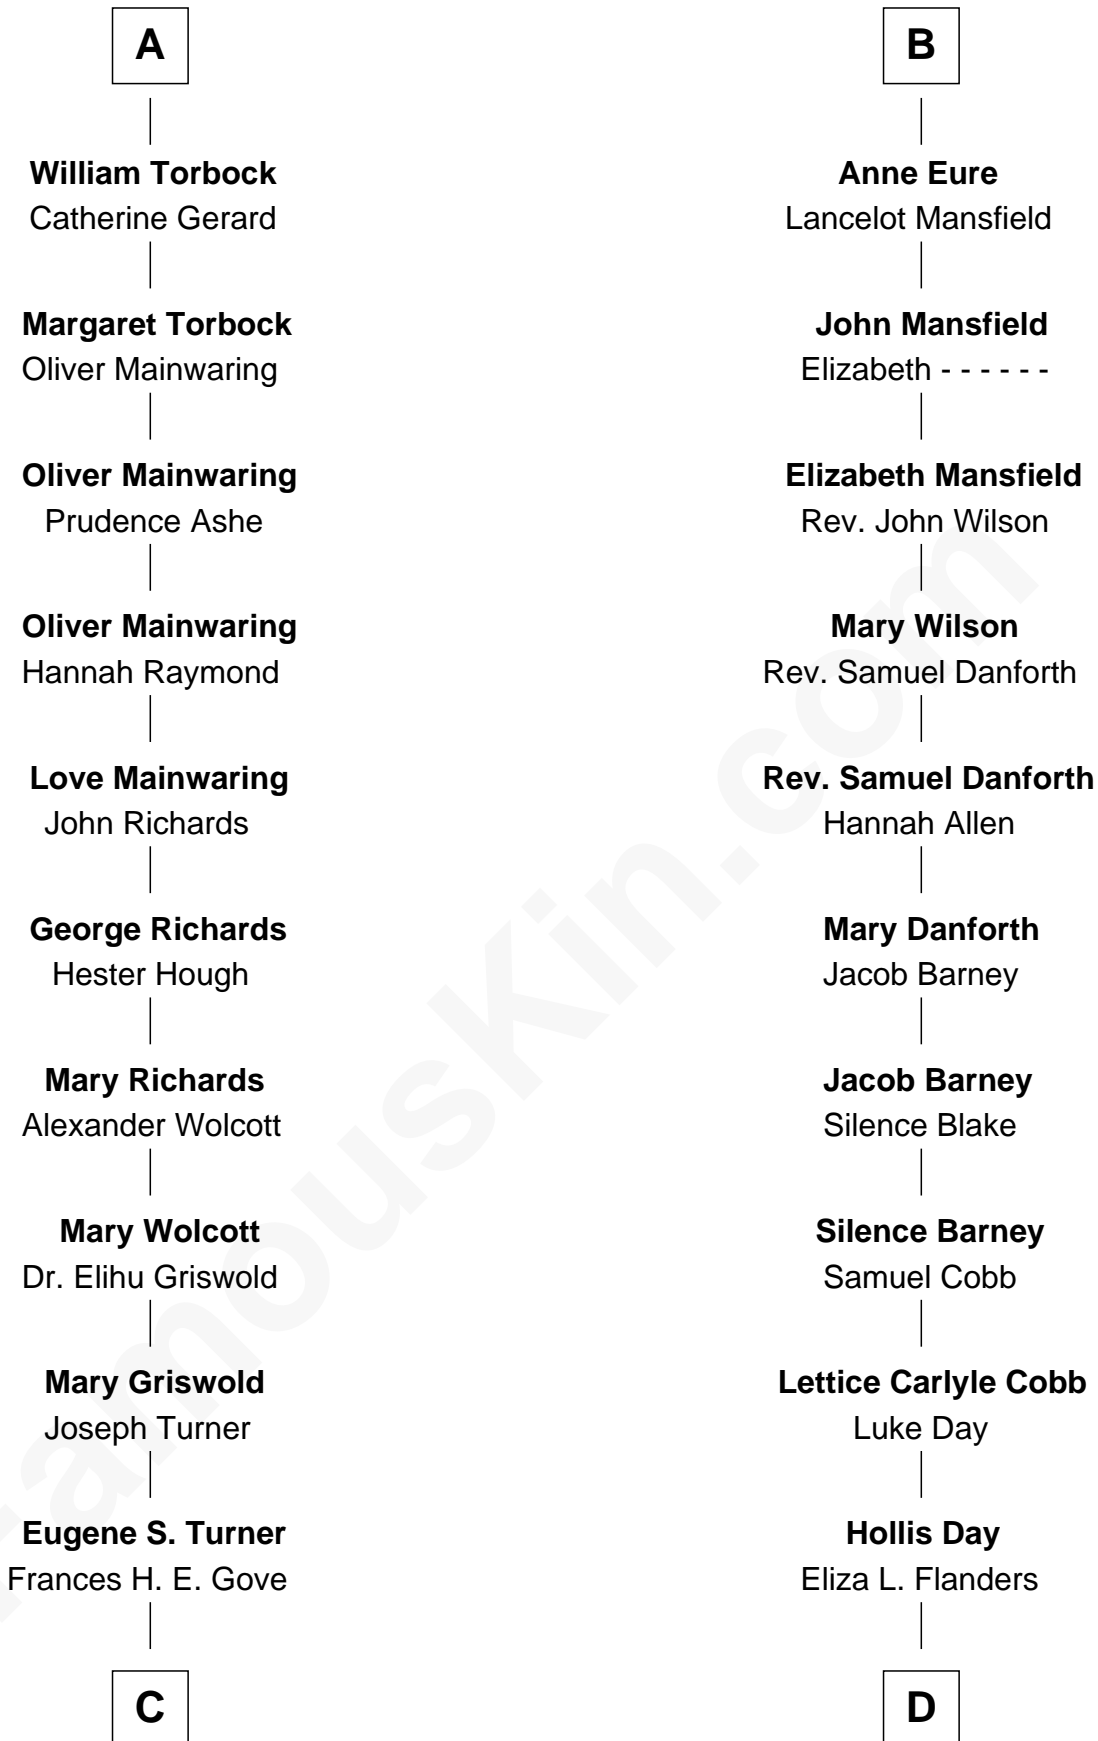 A
William Torbock
Catherine Gerard
Margaret Torbock
Oliver Mainwaring
Oliver Mainwaring
Prudence Ashe
Oliver Mainwaring
Hannah Raymond
Love Mainwaring
John Richards
George Richards
Hester Hough
Mary Richards
Alexander Wolcott
Mary Wolcott
Dr. Elihu Griswold
Mary Griswold
Joseph Turner
Eugene S. Turner
Frances H. E. Gove
C
B
Anne Eure
Lancelot Mansfield
John Mansfield
Elizabeth - - - - - -
Elizabeth Mansfield
Rev. John Wilson
Mary Wilson
Rev. Samuel Danforth
Rev. Samuel Danforth
Hannah Allen
Mary Danforth
Jacob Barney
Jacob Barney
Silence Blake
Silence Barney
Samuel Cobb
Lettice Carlyle Cobb
Luke Day
Hollis Day
Eliza L. Flanders
D
FamousKin.com